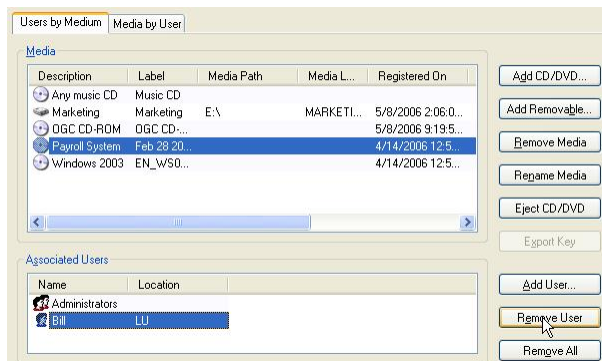 Users by Medium Media by User
Media
Description Label Media Path Media L... Registered On
Any music CD Music CD
Marketing Marketing E:\ MARKETI... 5/8/2006 2:06:0...
OGC CD-ROM OGC CD-... 5/8/2006 9:19:5...
Payroll System Feb 28 20... 4/14/2006 12:5...
Windows 2003 EN_WS0... 4/14/2006 12:5...
Add CD/DVD...
Add Removable...
Remove Media
Rename Media
Eject CD/DVD
Export Key
Associated Users
Name Location
Administrators
Bill LU
Add User...
Remove User
Remove All